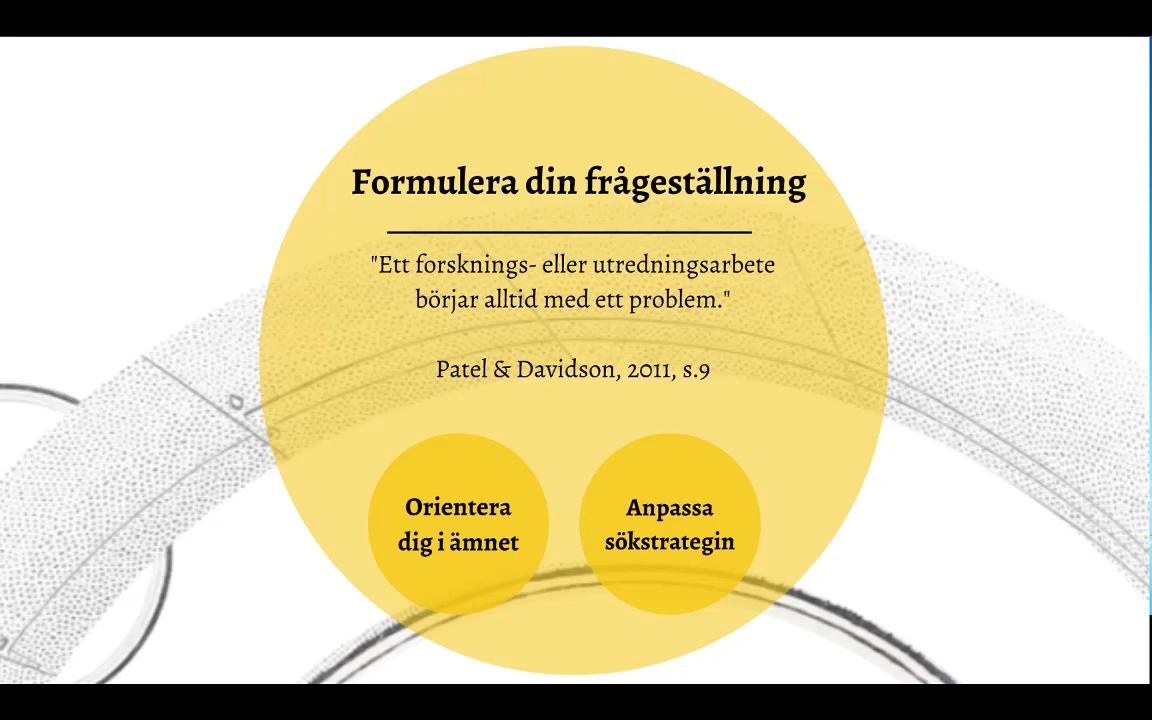 Formulera din frågeställning
"Ett forsknings- eller utredningsarbete
börjar alltid med ett problem."
Patel & Davidson, 2011, s.9
Orientera
dig i ämnet
Anpassa
sökstrategin